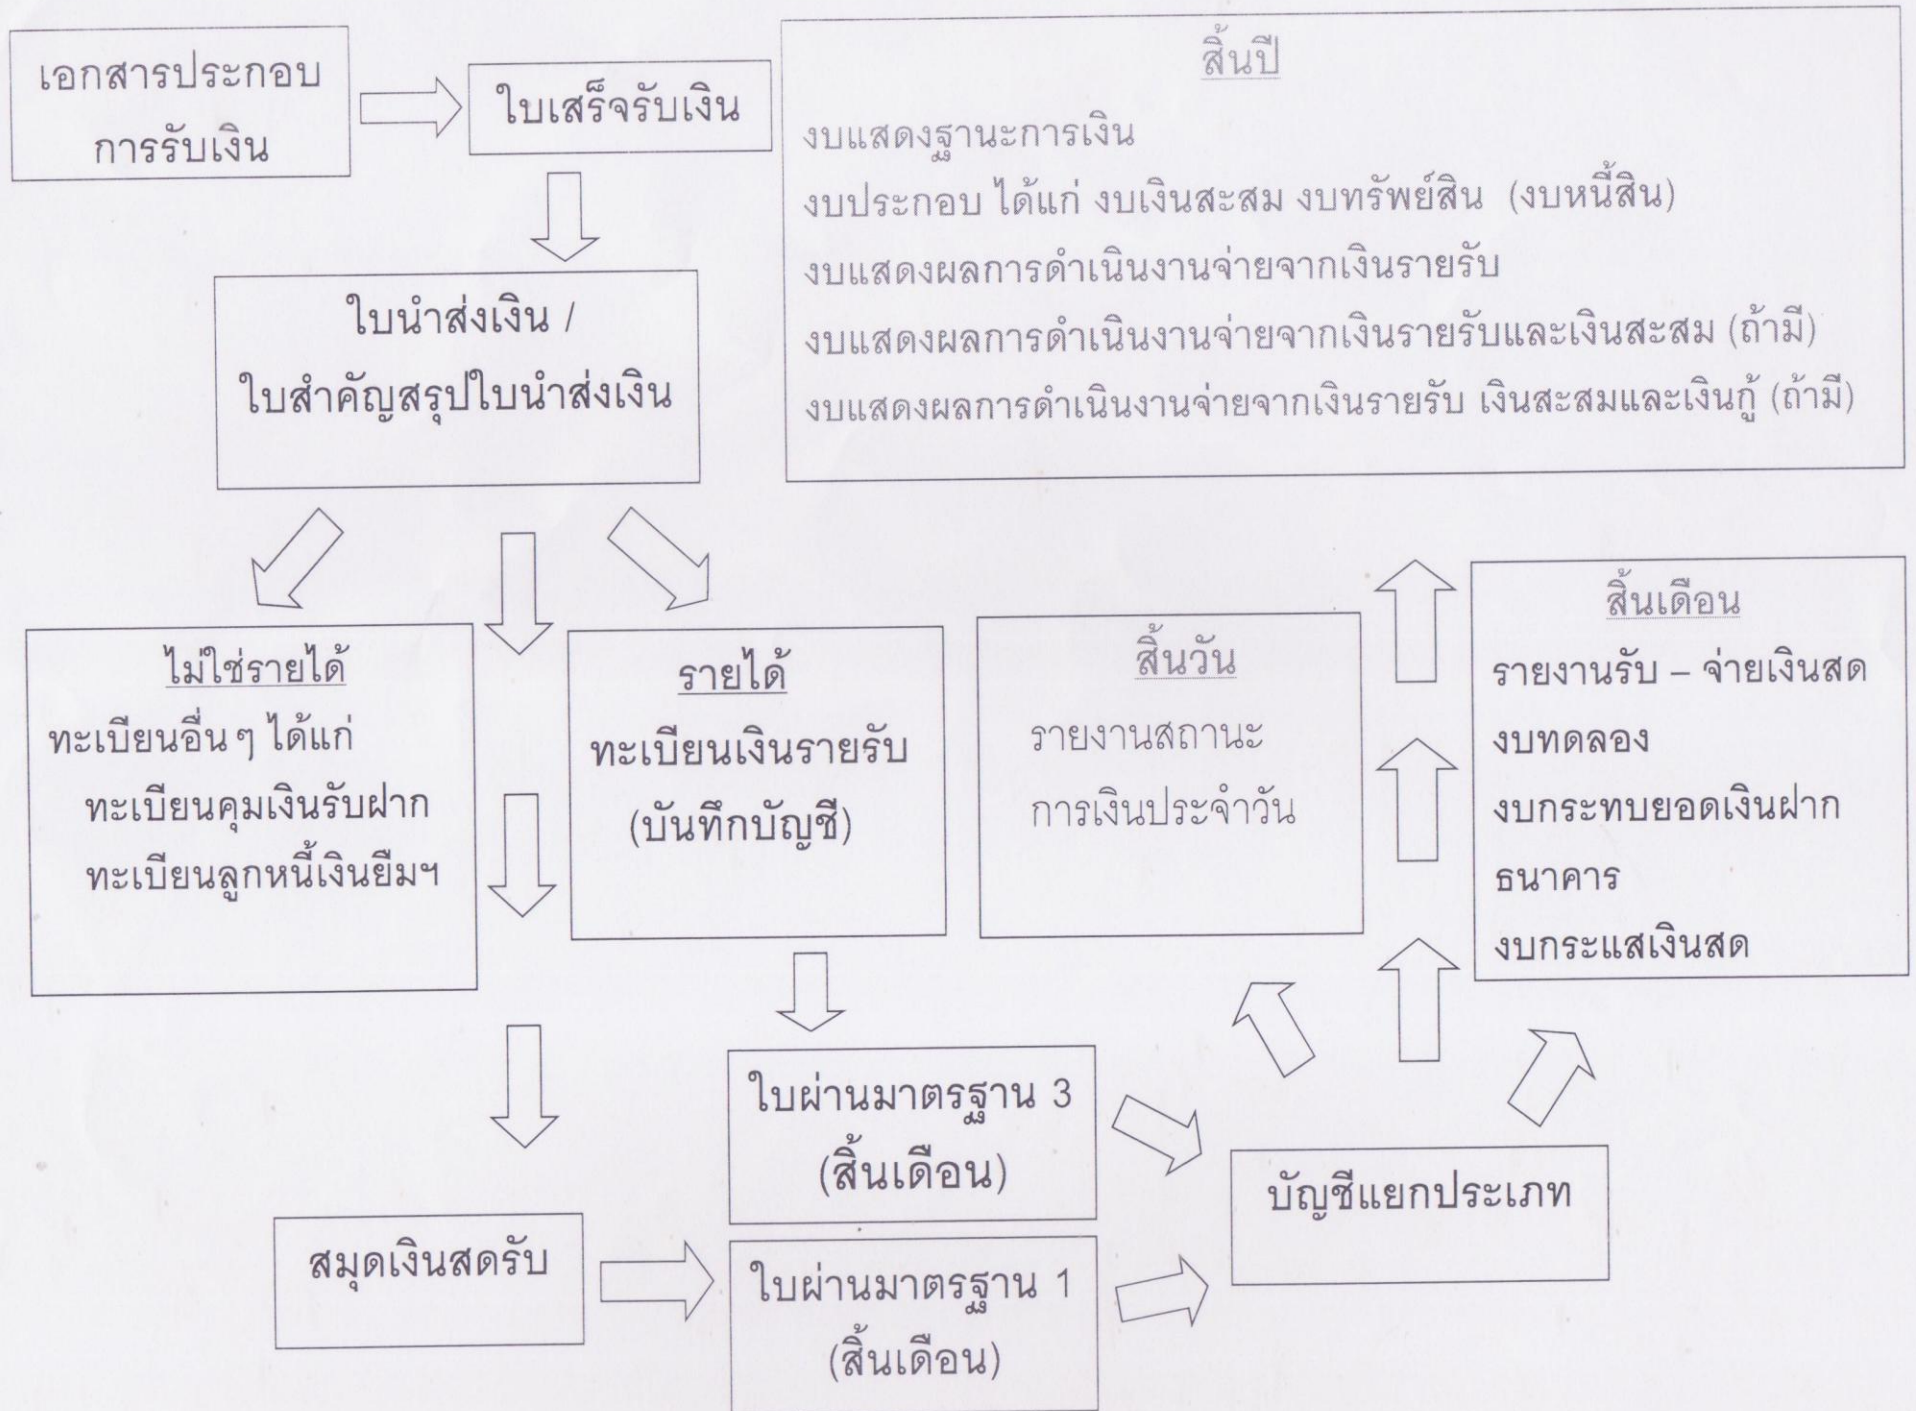 เอกสารประกอบ
การรับเงิน
ใบเสร็จรับเงิน
สิ้นปี
งบแสดงฐานะการเงิน
งบประกอบ ได้แก่ งบเงินสะสม งบทรัพย์สิน (งบหนี้สิน)
งบแสดงผลการดำเนินงานจ่ายจากเงินรายรับ
งบแสดงผลการดำเนินงานจ่ายจากเงินรายรับและเงินสะสม (ถ้ามี)
งบแสดงผลการดำเนินงานจ่ายจากเงินรายรับ เงินสะสมและเงินกู้ (ถ้ามี)
ใบนำส่งเงิน /
ใบสำคัญสรุปใบนำส่งเงิน
ไม่ใช่รายได้
ทะเบียนอื่นๆ ได้แก่
ทะเบียนคุมเงินรับฝาก
ทะเบียนลูกหนี้เงินยืมฯ
รายได้
ทะเบียนเงินรายรับ
(บันทึกบัญชี)
สิ้นวัน
รายงานสถานะ
การเงินประจำวัน
สิ้นเดือน
รายงานรับ – จ่ายเงินสด
งบทดลอง
งบกระทบยอดเงินฝาก
ธนาคาร
งบกระแสเงินสด
ใบผ่านมาตรฐาน 3
(สิ้นเดือน)
บัญชีแยกประเภท
สมุดเงินสดรับ
ใบผ่านมาตรฐาน 1
(สิ้นเดือน)